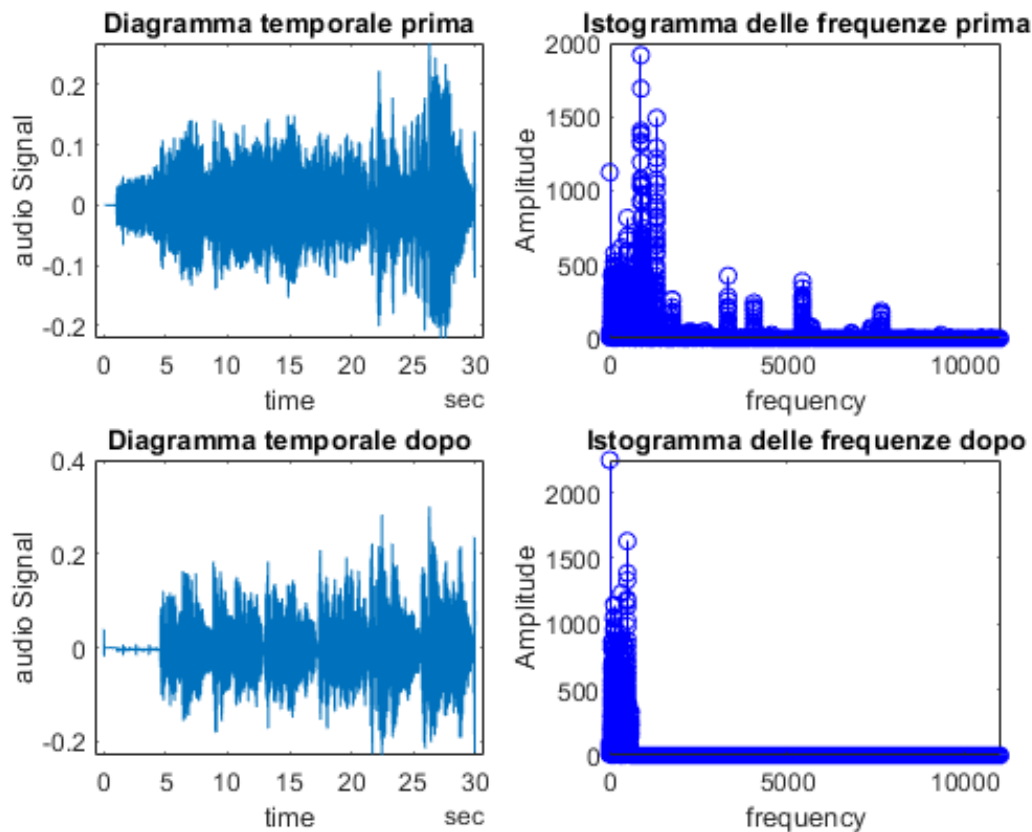 Diagramma temporale prima
audio Signal
0.2
0.1
0
-0.1
-0.2
0 5 10 15 20 25 30
time
sec
Istogramma delle frequenze prima
Amplitude
2000
1500
1000
500
0
0 5000 10000
frequency
Diagramma temporale dopo
audio Signal
0.4
0.2
0
-0.2
0 5 10 15 20 25 30
time
sec
Istogramma delle frequenze dopo
Amplitude
2000
1500
1000
500
0
0 5000 10000
frequency